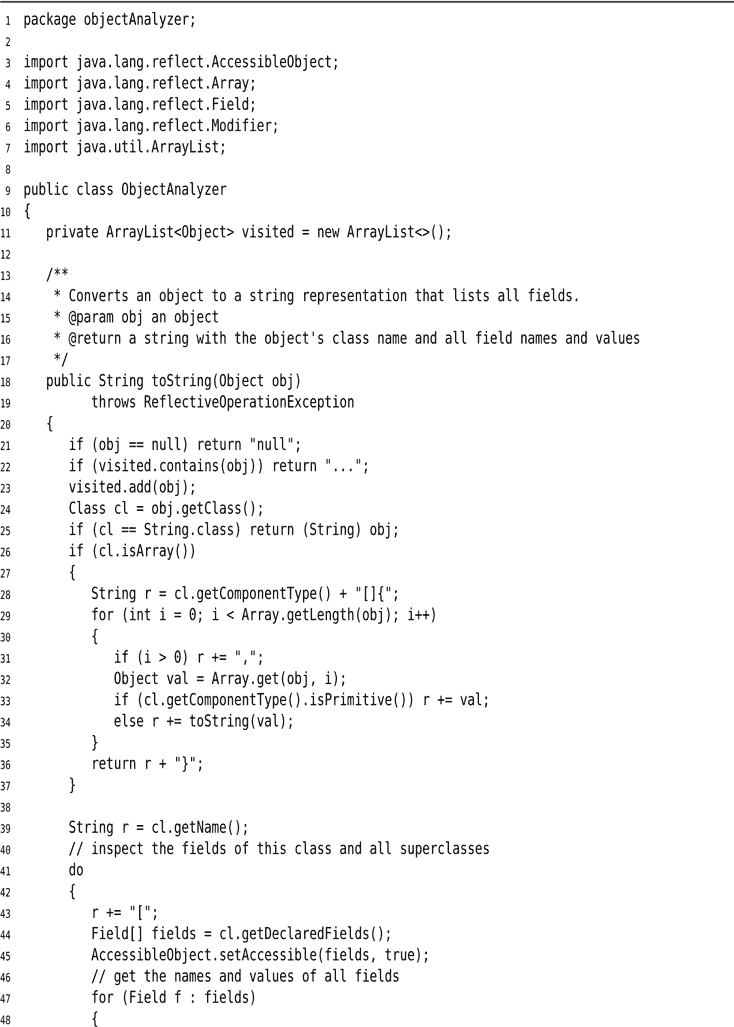 1 package objectAnalyzer;
2
3 import java.lang.reflect.AccessibleObject;
4 import java.lang.reflect.Array;
5 import java.lang.reflect.Field;
6 import java.lang.reflect.Modifier;
7 import java.util.ArrayList;
8
9 public class ObjectAnalyzer
10 {
11    private ArrayList<Object> visited = new ArrayList<>();
12
13    /**
14     * Converts an object to a string representation that lists all fields.
15     * @param obj an object
16     * @return a string with the object's class name and all field names and values
17     */
18    public String toString(Object obj)
19          throws ReflectiveOperationException
20    {
21       if (obj == null) return "null";
22       if (visited.contains(obj)) return "...";
23       visited.add(obj);
24       Class cl = obj.getClass();
25       if (cl == String.class) return (String) obj;
26       if (cl.isArray())
27       {
28          String r = cl.getComponentType() + "[]{";
29          for (int i = 0; i < Array.getLength(obj); i++)
30          {
31             if (i > 0) r += ",";
32             Object val = Array.get(obj, i);
33             if (cl.getComponentType().isPrimitive()) r += val;
34             else r += toString(val);
35          }
36          return r + "}";
37       }
38
39       String r = cl.getName();
40       // inspect the fields of this class and all superclasses
41       do
42       {
43          r += "[";
44          Field[] fields = cl.getDeclaredFields();
45          AccessibleObject.setAccessible(fields, true);
46          // get the names and values of all fields
47          for (Field f : fields)
48          {